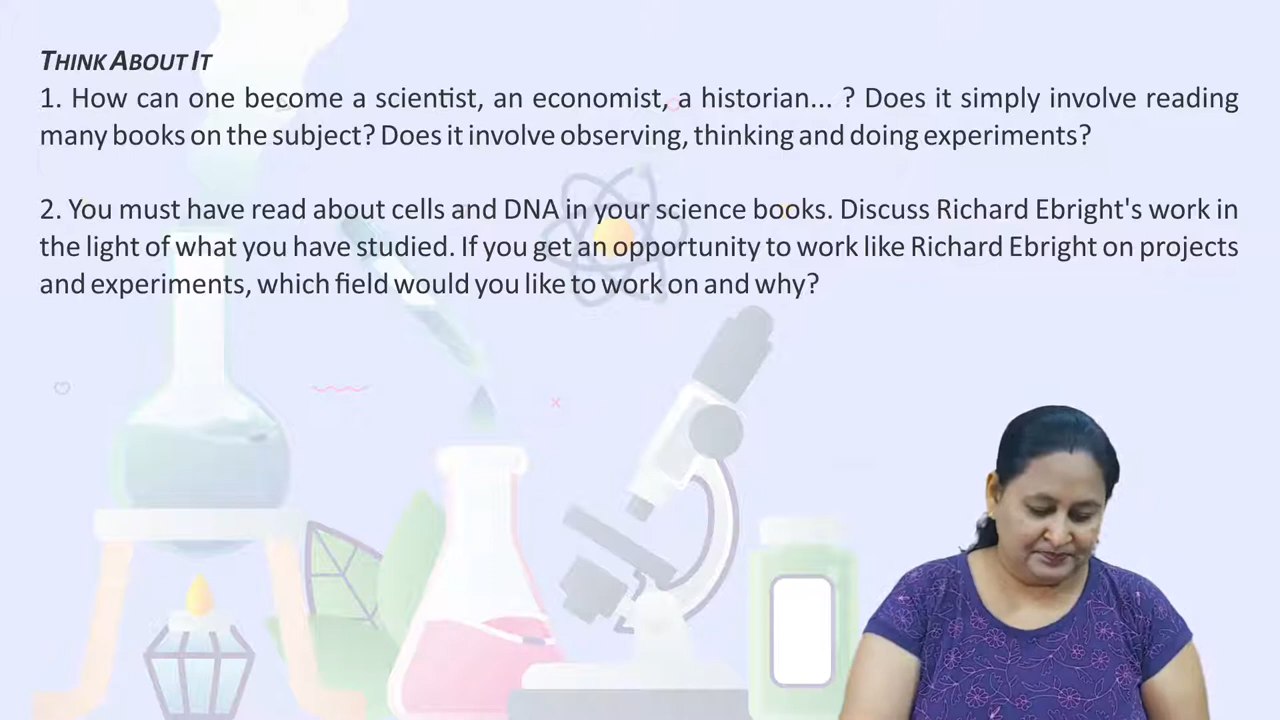 THINK ABOUT IT
1. How can one become a scientist, an economist, a historian... ? Does it simply involve reading
many books on the subject? Does it involve observing, thinking and doing experiments?
2. You must have read about cells and DNA in your science books. Discuss Richard Ebright's work in
the light of what you have studied. If you get an opportunity to work like Richard Ebright on projects
and experiments, which field would you like to work on and why?